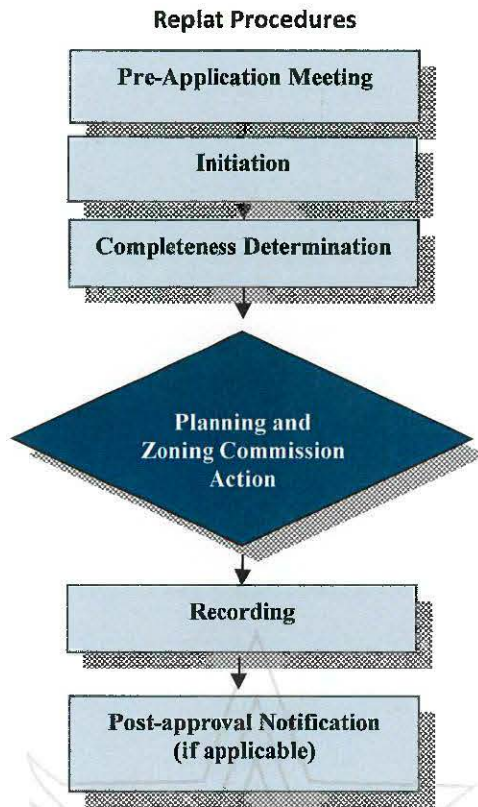 Replat Procedures
Pre-Application Meeting
Initiation
Completeness Determination
Planning and
Zoning Commission
Action
Recording
Post-approval Notification
(if applicable)